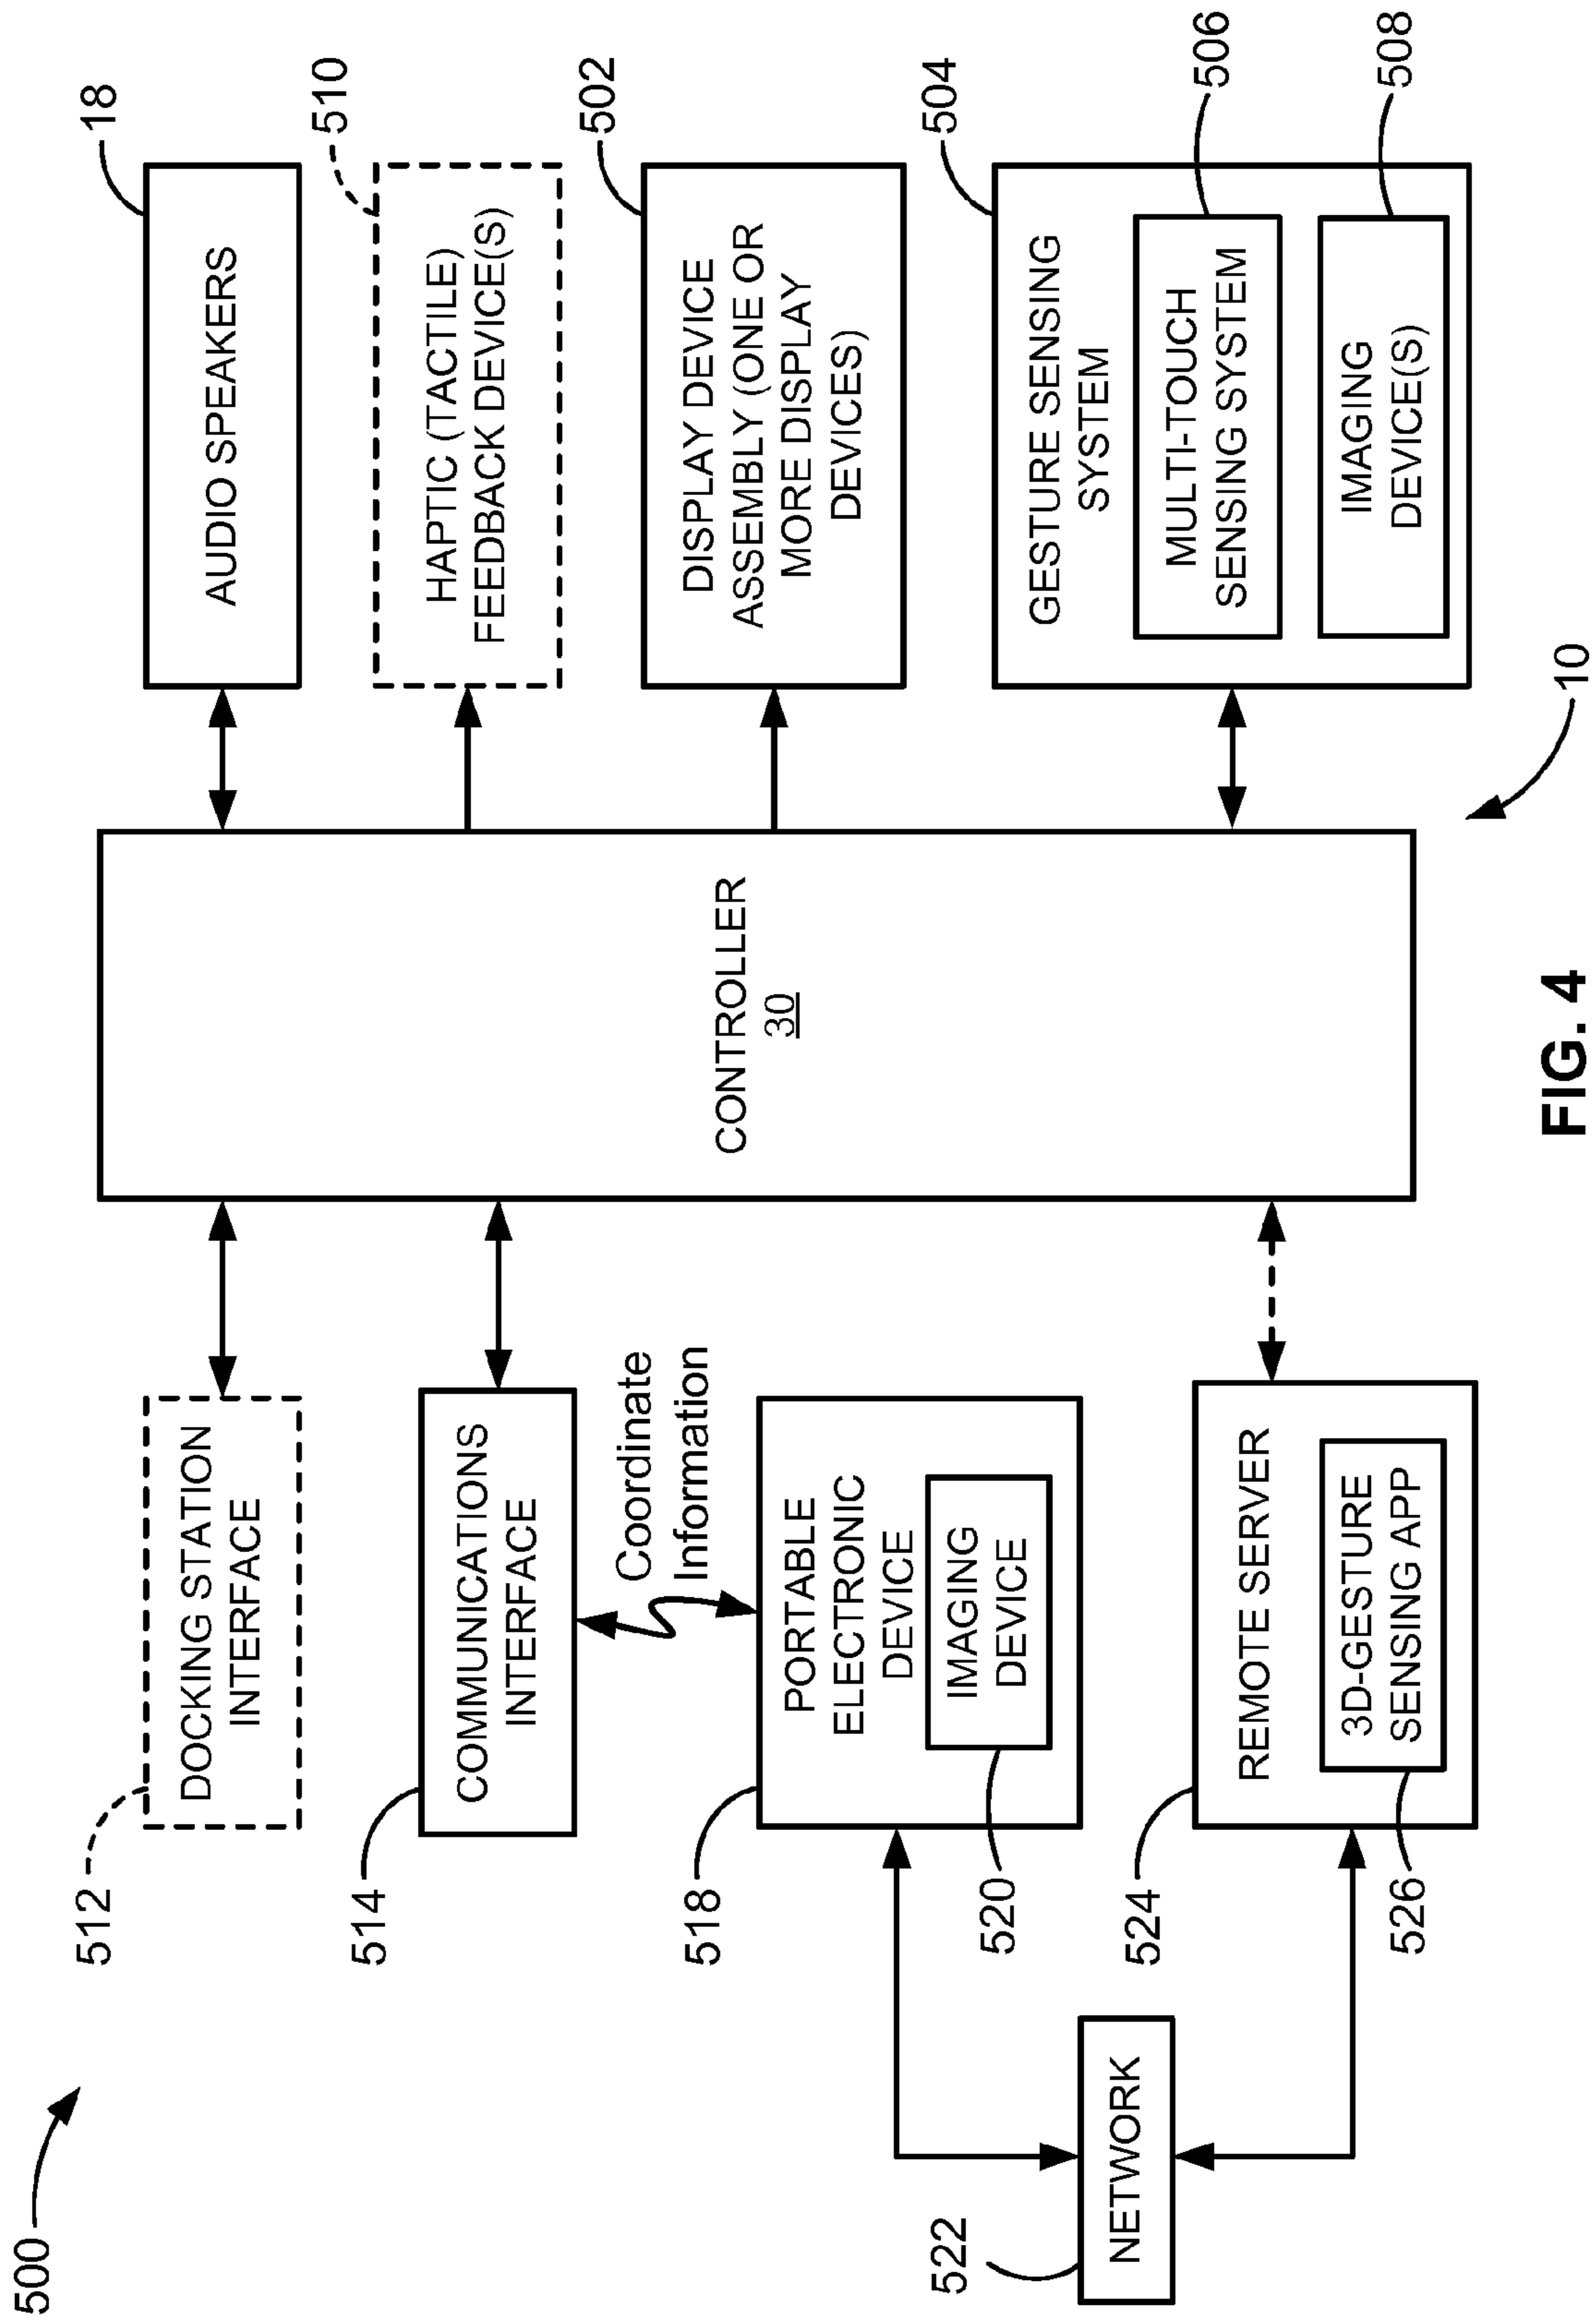 500
512
DOCKING STATION
INTERFACE
514
COMMUNICATIONS
INTERFACE
Coordinate
Information
518
PORTABLE
ELECTRONIC
DEVICE
IMAGING
DEVICE
520
522
NETWORK
524
REMOTE SERVER
3D-GESTURE
SENSING APP
526
CONTROLLER
30
18
AUDIO SPEAKERS
510
HAPTIC (TACTILE)
FEEDBACK DEVICE(S)
502
DISPLAY DEVICE
ASSEMBLY (ONE OR
MORE DISPLAY
DEVICES)
504
GESTURE SENSING
SYSTEM
506
MULTI-TOUCH
SENSING SYSTEM
508
IMAGING
DEVICE(S)
10
FIG. 4